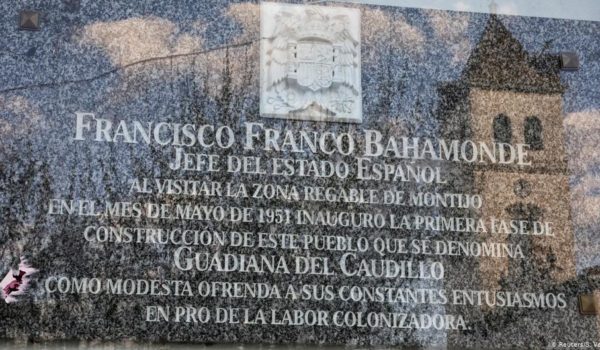 FRANCISCO FRANCO BAHAMONDE
JEFE DEL ESTADO ESPAÑOL
AL VISITAR LA ZONA REGABLE DE MONTIJO
EN EL MES DE MAYO DE 1951 INAUGURO LA PRIMERA FASE DE
CONSTRUCCION DE ESTE PUEBLO QUE SE DENOMINA
GUADIANA DEL CAUDILLO
COMO MODESTA OFRENDA A SUS CONSTANTES ENTUSIASMOS
EN PRO DE LA LABOR COLONIZADORA.
© Reuters/S. Ve